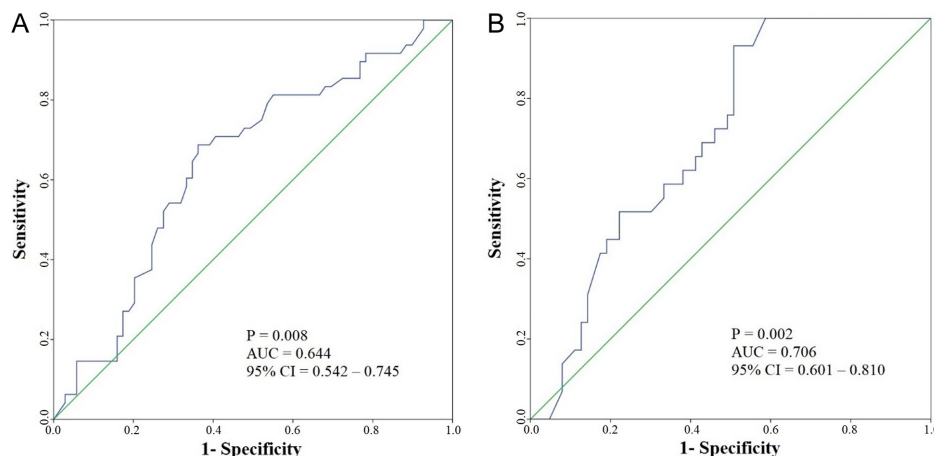 A
Sensitivity
1.0
0.8
0.6
0.4
0.2
0.0
P = 0.008
AUC = 0.644
95% CI = 0.542 – 0.745
0.0 0.2 0.4 0.6 0.8 1.0
1- Specificity
B
Sensitivity
1.0
0.8
0.6
0.4
0.2
0.0
P = 0.002
AUC = 0.706
95% CI = 0.601 – 0.810
0.0 0.2 0.4 0.6 0.8 1.0
1- Specificity